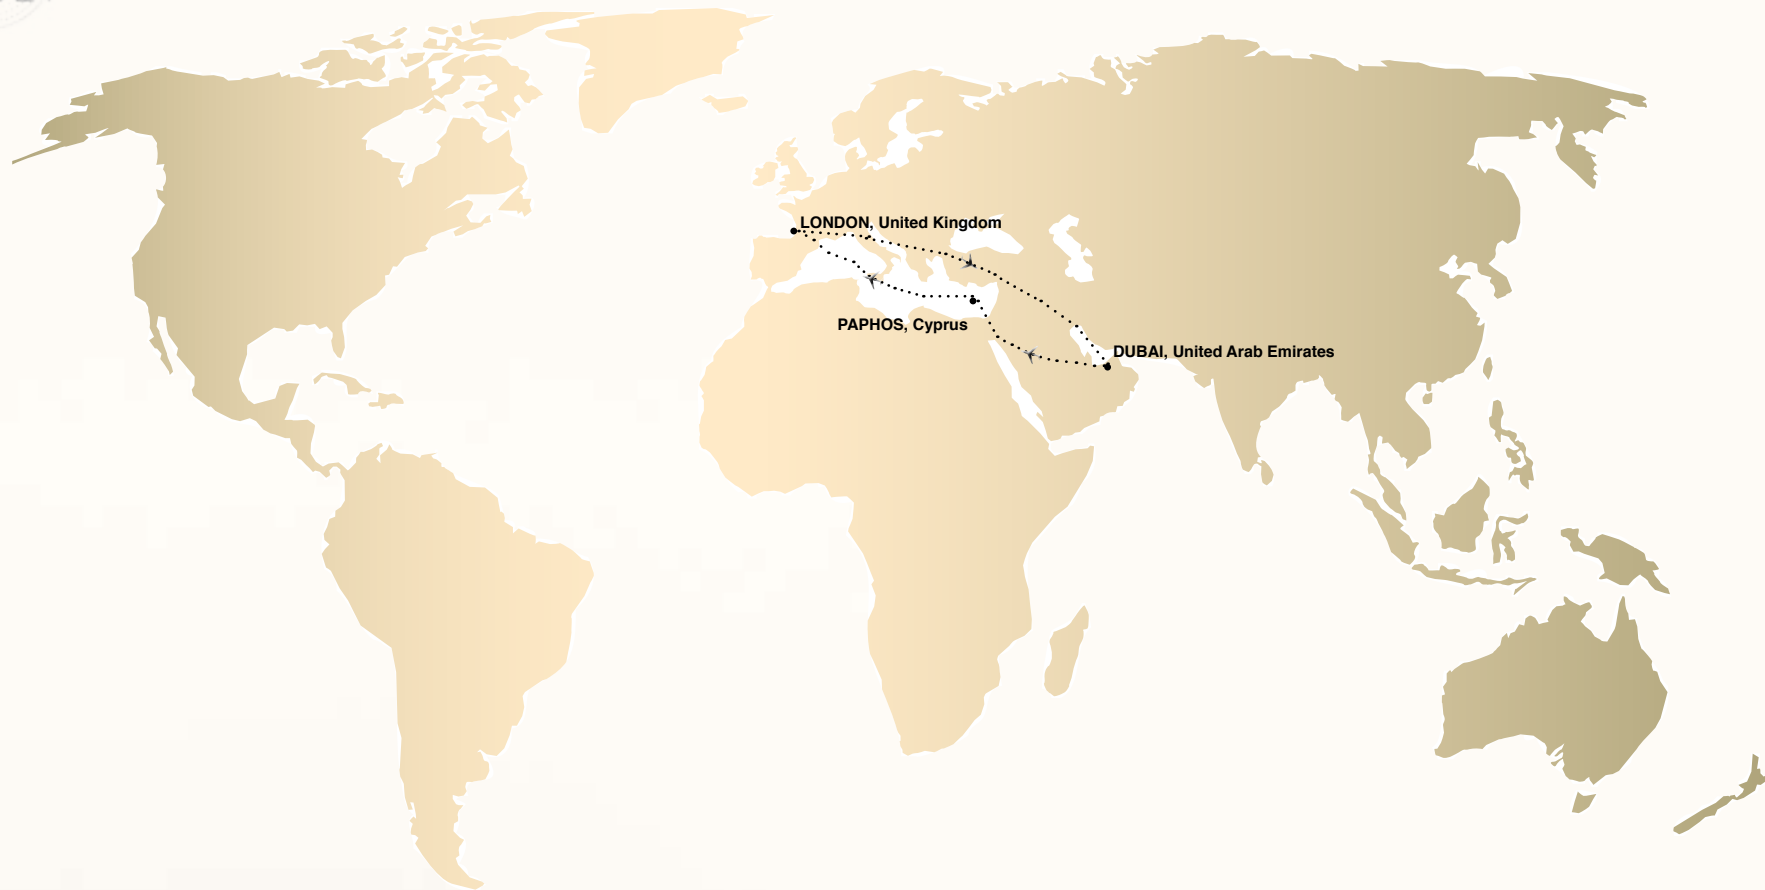 LONDON, United Kingdom
PAPHOS, Cyprus
DUBAI, United Arab Emirates